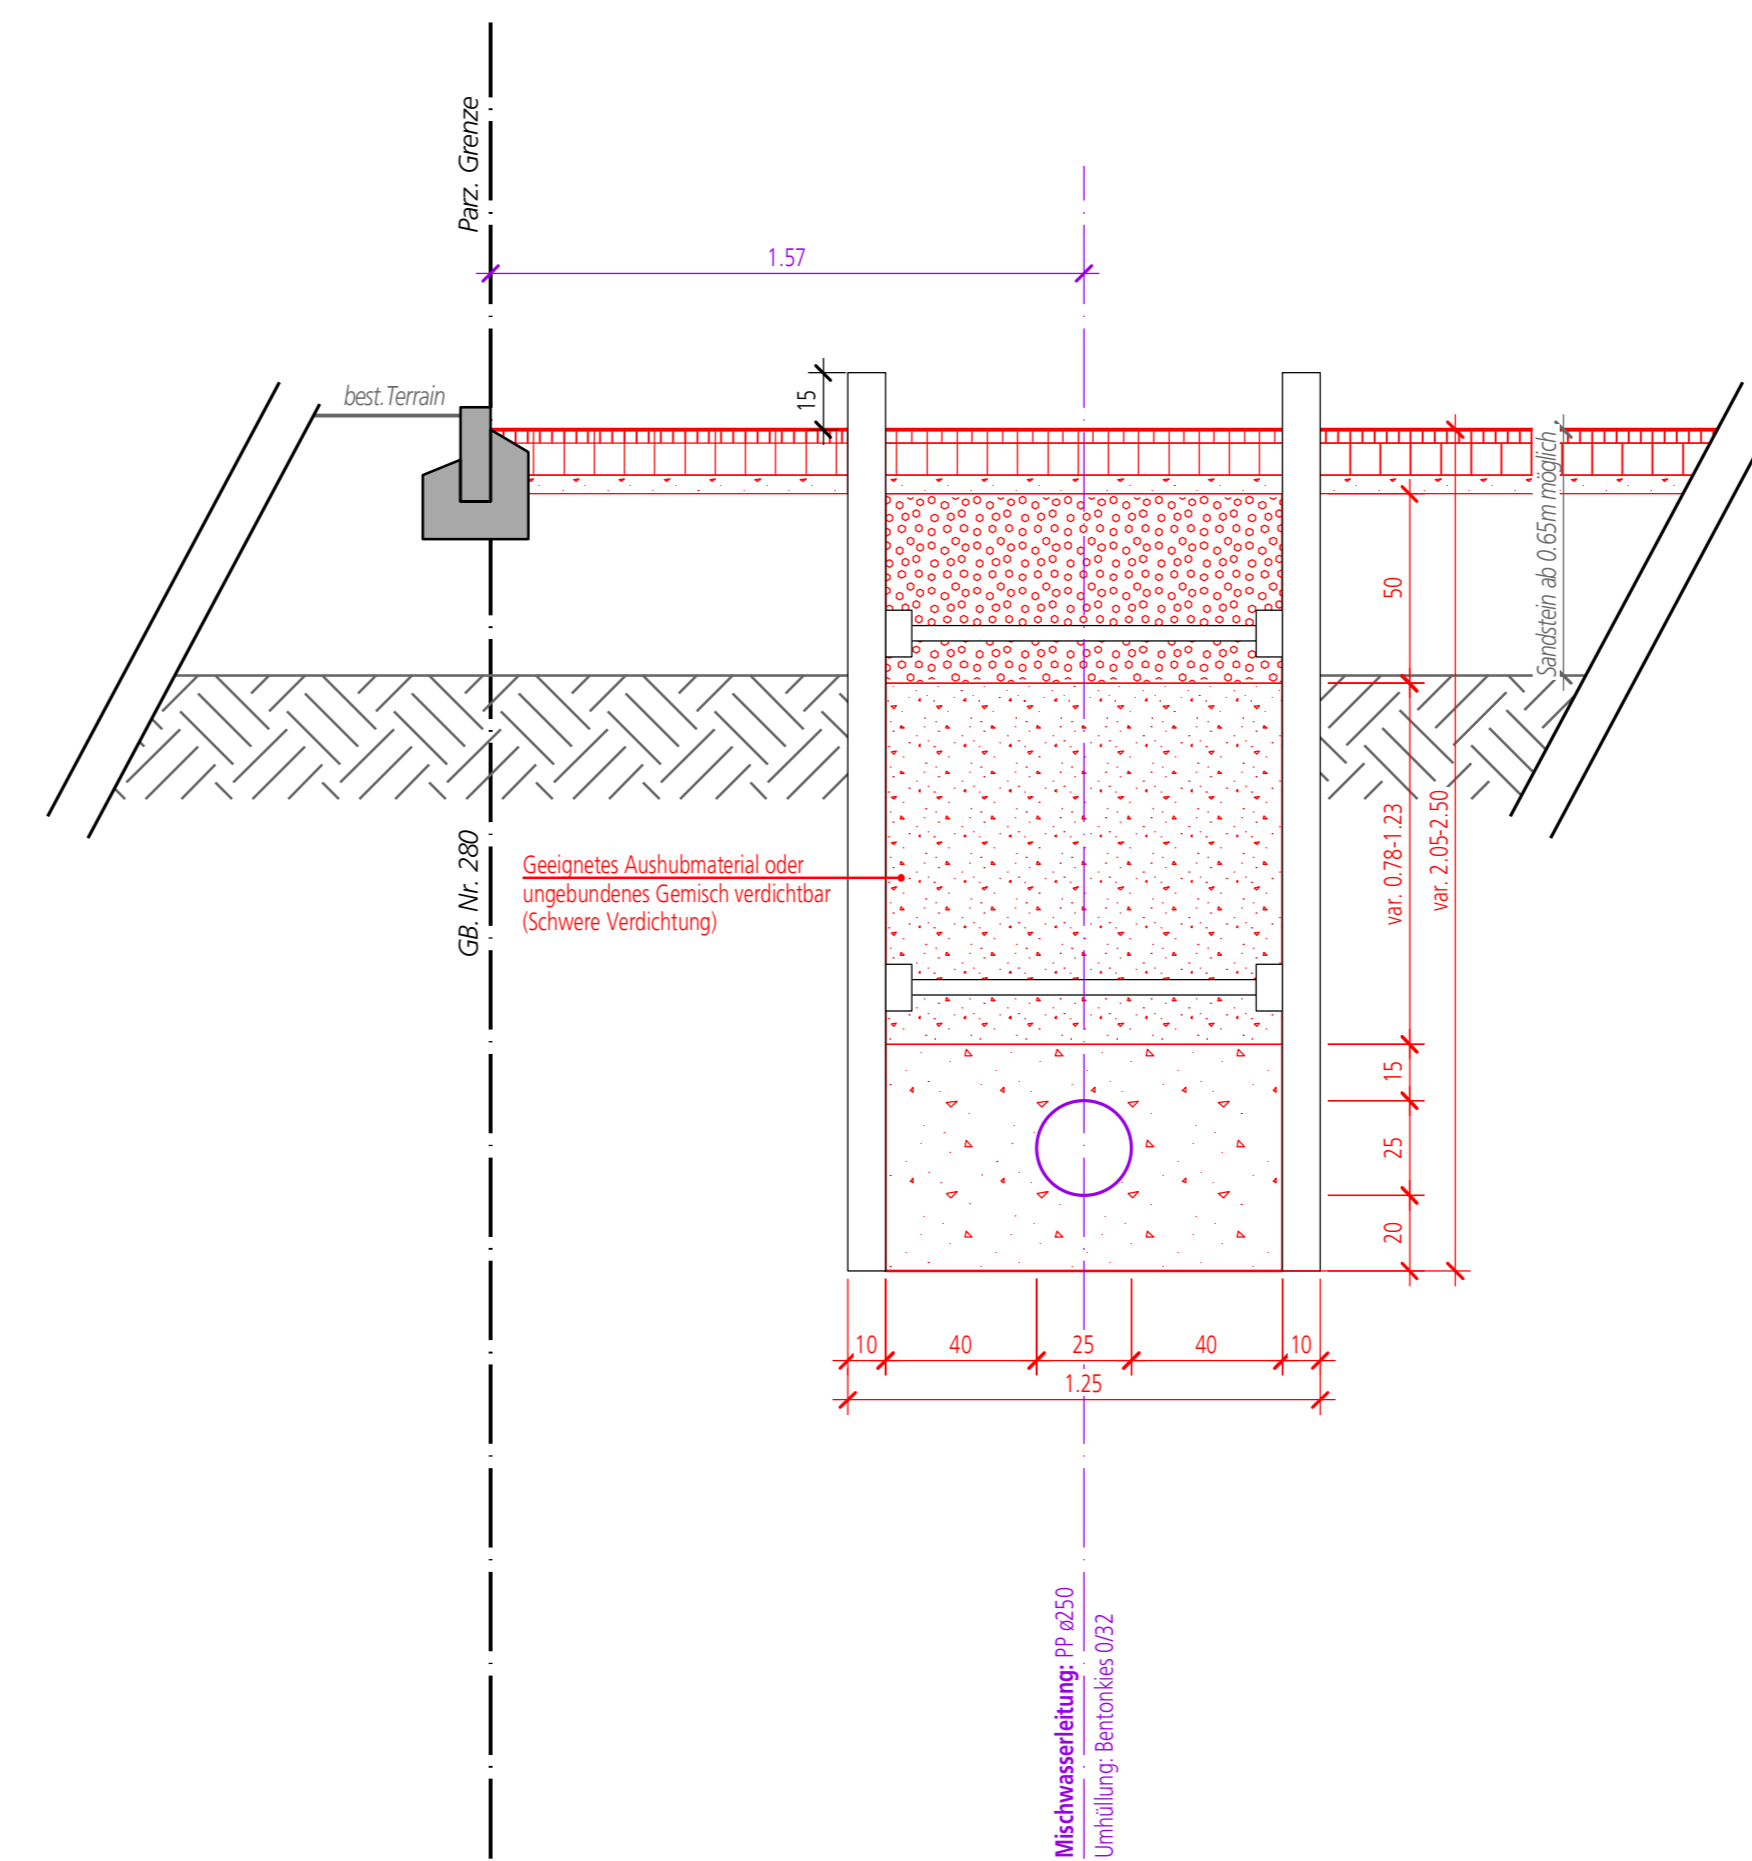 Parz. Grenze
1.57
best.Terrain
15
Sandstein ab 0.65m möglich
50
GB. Nr. 280
Geeignetes Aushubmaterial oder
ungebundenes Gemisch verdichtbar
(Schwere Verdichtung)
var. 0.78-1.23
var. 2.05-2.50
15
25
20
10 40 25 40 10
1.25
Mischwasserleitung: PP ø250
Umhüllung: Bentonkies 0/32